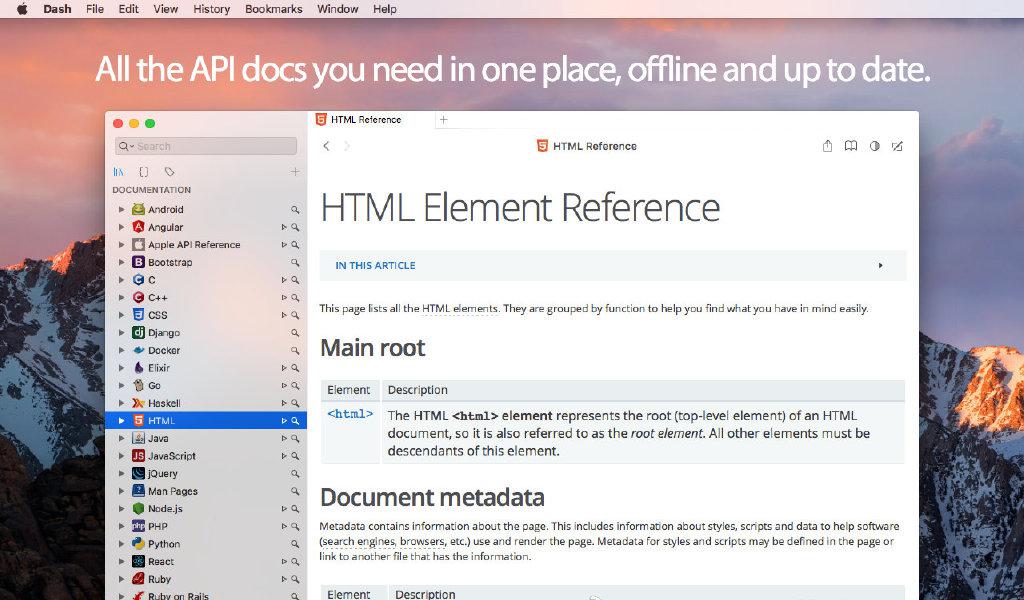 Dash File Edit View History Bookmarks Window Help
All the API docs you need in one place, offline and up to date.
HTML Reference
Search
HTML Reference
DOCUMENTATION
Android
Angular
Apple API Reference
Bootstrap
C
C++
CSS
Django
Docker
Elixir
Go
Haskell
HTML
Java
JavaScript
jQuery
Man Pages
Node.js
PHP
Python
React
Ruby
Ruby on Rails
HTML Element Reference
IN THIS ARTICLE
This page lists all the HTML elements. They are grouped by function to help you find what you have in mind easily.
Main root
Element Description
<html> The HTML <html> element represents the root (top-level element) of an HTML
document, so it is also referred to as the root element. All other elements must be
descendants of this element.
Document metadata
Metadata contains information about the page. This includes information about styles, scripts and data to help software
(search engines, browsers, etc.) use and render the page. Metadata for styles and scripts may be defined in the page or
link to another file that has the information.
Element Description